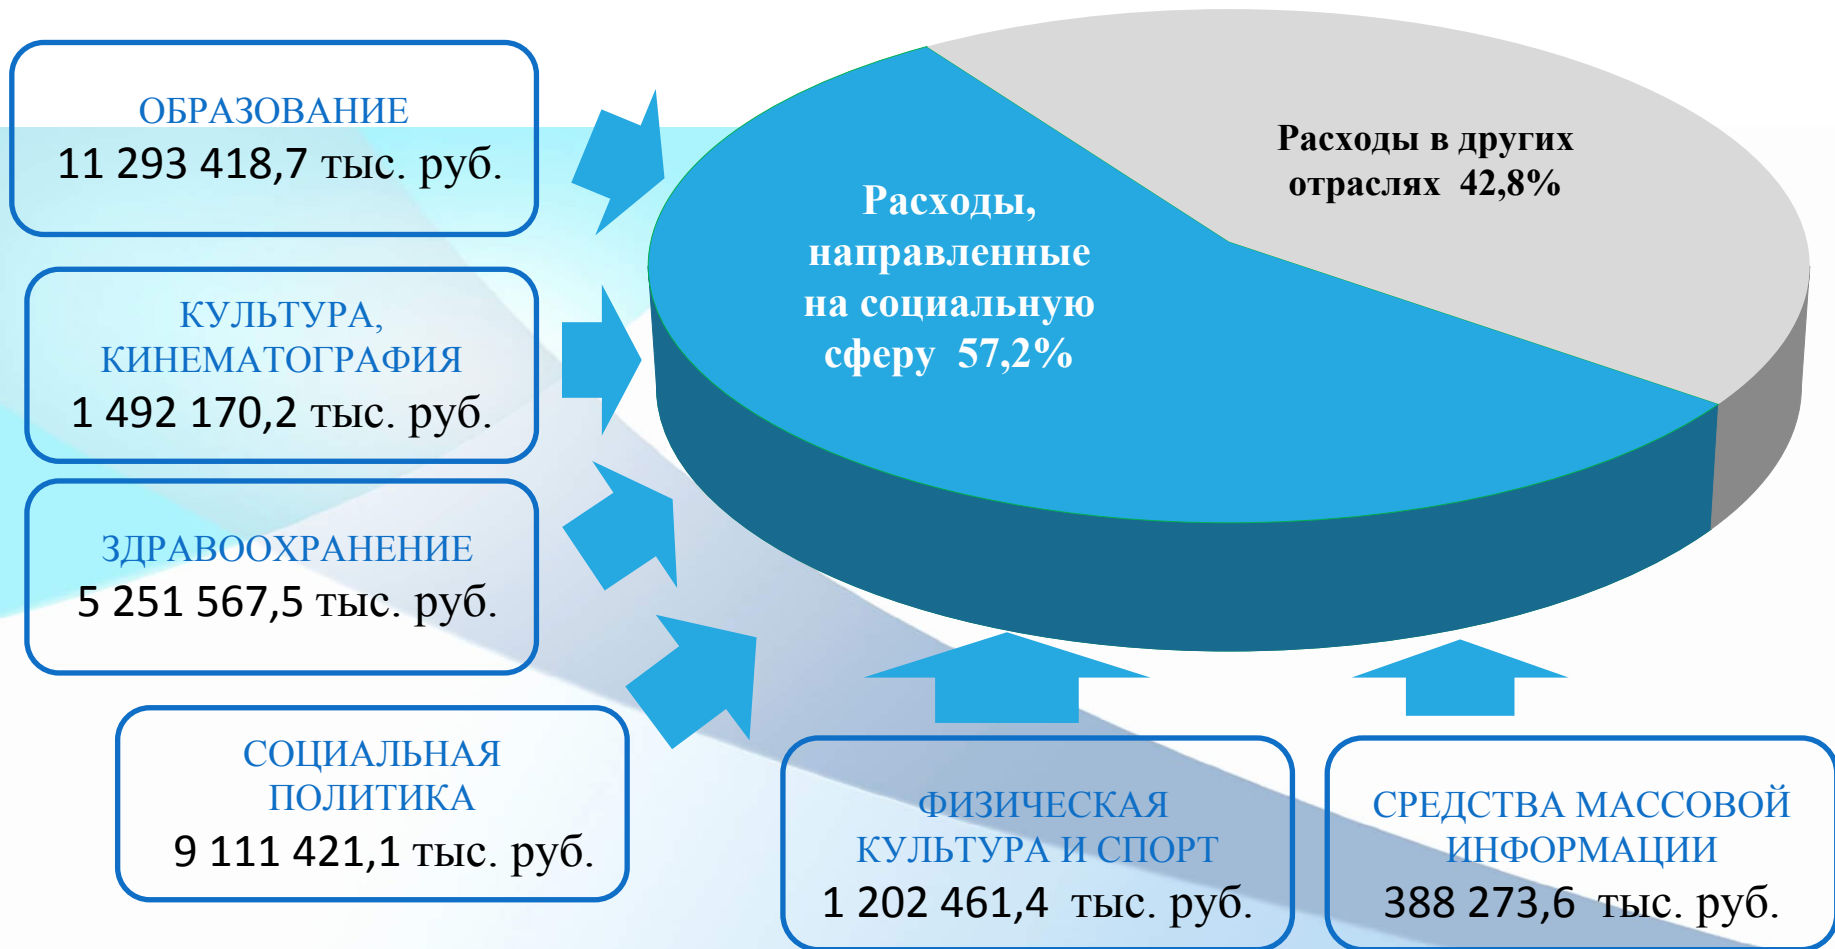 ОБРАЗОВАНИЕ
11 293 418,7 тыс. руб.
КУЛЬТУРА,
КИНЕМАТОГРАФИЯ
1 492 170,2 тыс. руб.
ЗДРАВООХРАНЕНИЕ
5 251 567,5 тыс. руб.
СОЦИАЛЬНАЯ
ПОЛИТИКА
9 111 421,1 тыс. руб.
ФИЗИЧЕСКАЯ
КУЛЬТУРА И СПОРТ
1 202 461,4 тыс. руб.
СРЕДСТВА МАССОВОЙ
ИНФОРМАЦИИ
388 273,6 тыс. руб.
Расходы,
направленные
на социальную
сферу 57,2%
Расходы в других
отраслях 42,8%